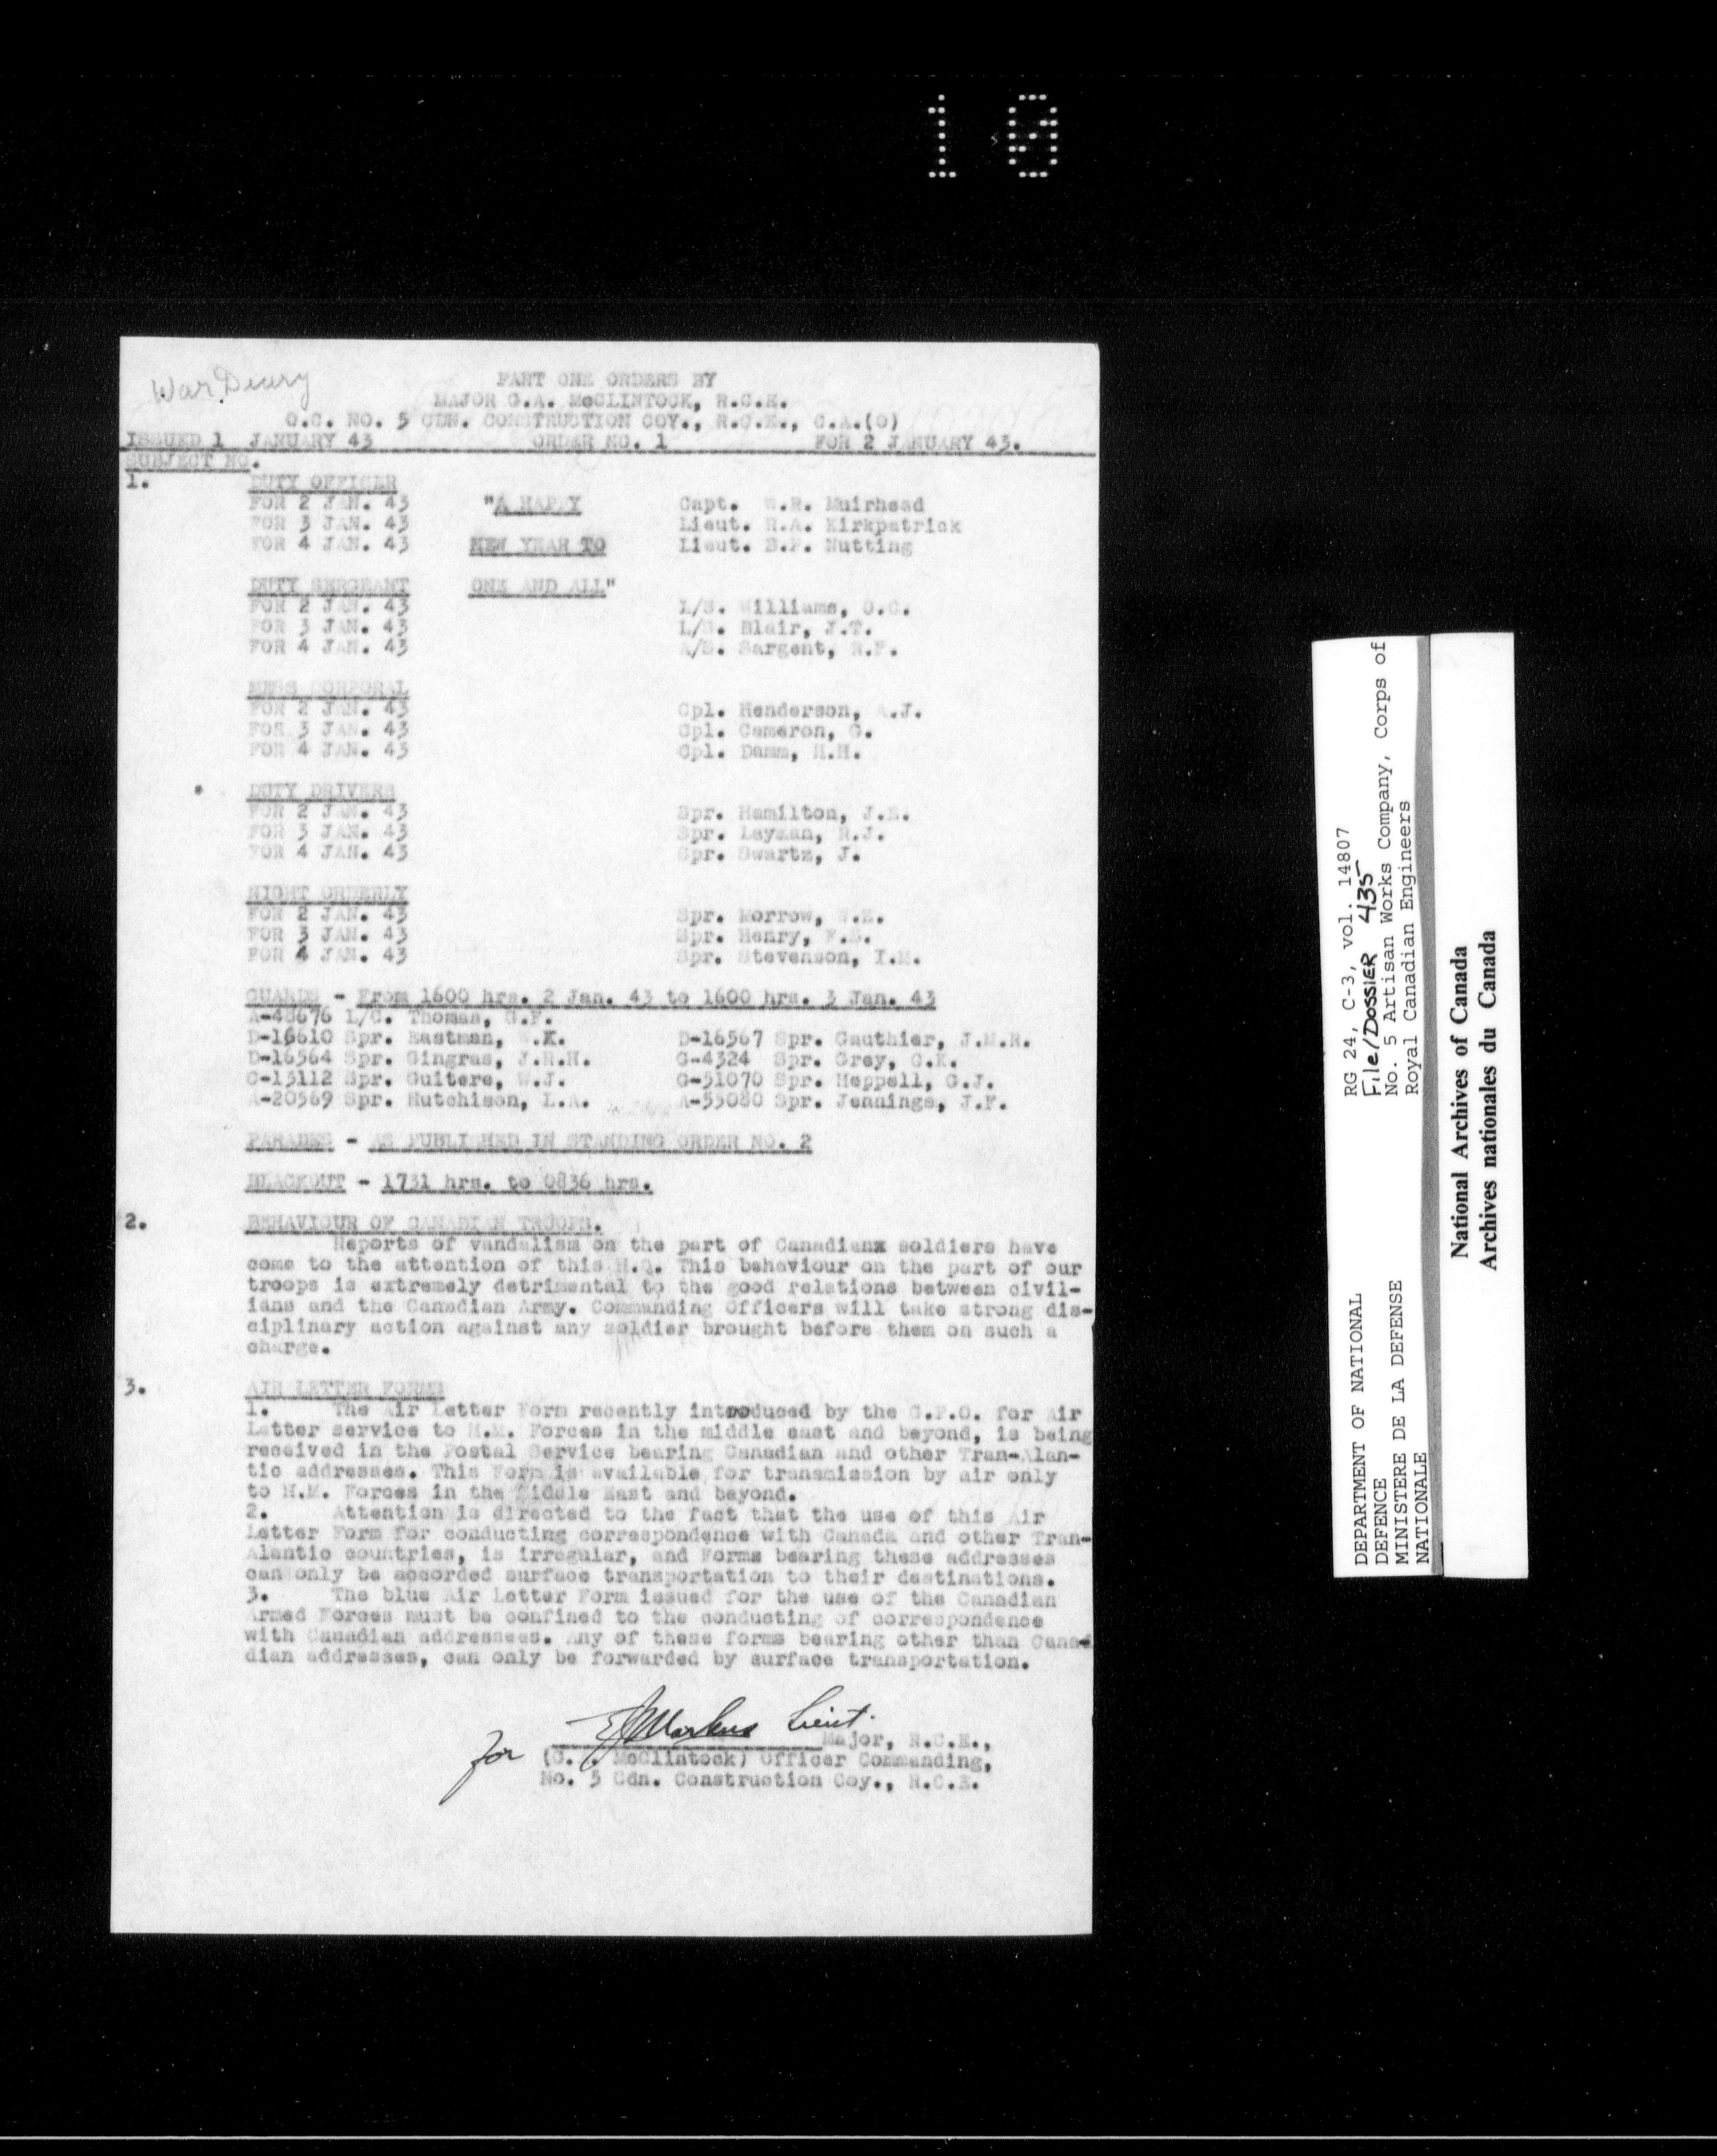 10
War Diary
PART ONE ORDERS BY
MAJOR G.A. McCLINTOCK, R.C.E.
O.C. NO. 5 CDN. CONSTRUCTION COY., R.C.E., C.A.(O)
ISSUED 1 JANUARY 43 ORDER NO. 1 FOR 2 JANUARY 43.
SUBJECT NO.
1. DUTY OFFICER
FOR 2 JAN. 43 "A HAPPY Capt. W.R. Muirhead
FOR 3 JAN. 43 Lieut. R.A. Kirkpatrick
FOR 4 JAN. 43 NEW YEAR TO Lieut. B.F. Nutting
DUTY SERGEANT ONE AND ALL"
FOR 2 JAN. 43 L/S. Williams, O.C.
FOR 3 JAN. 43 L/S. Blair, J.T.
FOR 4 JAN. 43 A/S. Sargent, R.F.
MESS CORPORAL
FOR 2 JAN. 43 Cpl. Henderson, A.J.
FOR 3 JAN. 43 Cpl. Cameron, G.
FOR 4 JAN. 43 Cpl. Damm, H.H.
DUTY DRIVERS
FOR 2 JAN. 43 Spr. Hamilton, J.
FOR 3 JAN. 43 Spr. Layman, R.J.
FOR 4 JAN. 43 Spr. Swartz, J.
NIGHT ORDERLY
FOR 2 JAN. 43 Spr. Morrow, W.E.
FOR 3 JAN. 43 Spr. Henry, F.
FOR 4 JAN. 43 Spr. Stevenson, I.M.
GUARDS - From 1600 hrs. 2 Jan. 43 to 1600 hrs. 3 Jan. 43
A-48676 L/C. Thomas, G.F.
D-16610 Spr. Eastman, .K. D-16567 Spr. Gauthier, J.M.R.
D-16564 Spr. Gingras, J.R.H. G-4324 Spr. Grey, C.K.
C-13112 Spr. Guitere, W.J. G-51070 Spr. Heppell, C.J.
A-20569 Spr. Hutchison, L.A. A-55080 Spr. Jennings, J.F.
PARADES - AS PUBLISHED IN STANDING ORDER NO. 2
BLACKOUT - 1731 hrs. to 0836 hrs.
2. BEHAVIOUR OF CANADIAN TROOPS.
Reports of vandalism on the part of Canadianx soldiers have
come to the attention of this H.Q. This behaviour on the part of our
troops is extremely detrimental to the good relations between civil-
ians and the Canadian Army. Commanding Officers will take strong dis-
ciplinary action against any soldier brought before them on such a
charge.
3. AIR LETTER FORMS
1. The Air Letter Form recently introduced by the G.P.O. for Air
Letter service to H.M. Forces in the middle east and beyond, is being
received in the Postal Service bearing Canadian and other Tran-Alan-
tic addresses. This Form is available for transmission by air only
to H.M. Forces in the Middle East and beyond.
2. Attention is directed to the fact that the use of this Air
Letter Form for conducting correspondence with Canada and other Tran-
Alantic countries, is irregular, and Forms bearing these addresses
can only be accorded surface transportation to their destinations.
3. The blue Air Letter Form issued for the use of the Canadian
Armed Forces must be confined to the conducting of correspondence
with Canadian addressees. Any of these forms bearing other than Cana-
dian addresses, can only be forwarded by surface transportation.
Lieut.
Major, R.C.E.,
for (G. . McClintock) Officer Commanding,
No. 5 Cdn. Construction Coy., R.C.E.
RG 24, C-3, vol. 14807
File/DOSSIER 435
No. 5 Artisan Works Company, Corps of
Royal Canadian Engineers
DEPARTMENT OF NATIONAL
DEFENCE
MINISTERE DE LA DEFENSE
NATIONALE
National Archives of Canada
Archives nationales du Canada